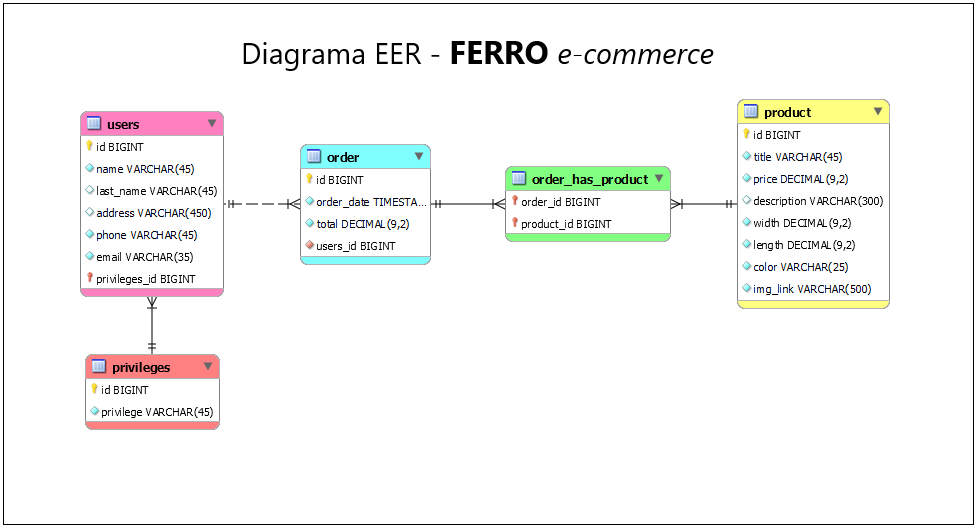 Diagrama EER - FERRO e-commerce
users
id BIGINT
name VARCHAR(45)
last_name VARCHAR(45)
address VARCHAR(450)
phone VARCHAR(45)
email VARCHAR(35)
privileges_id BIGINT
privileges
id BIGINT
privilege VARCHAR(45)
order
id BIGINT
order_date TIMESTA...
total DECIMAL(9,2)
users_id BIGINT
order_has_product
order_id BIGINT
product_id BIGINT
product
id BIGINT
title VARCHAR(45)
price DECIMAL(9,2)
description VARCHAR(300)
width DECIMAL(9,2)
length DECIMAL(9,2)
color VARCHAR(25)
img_link VARCHAR(500)